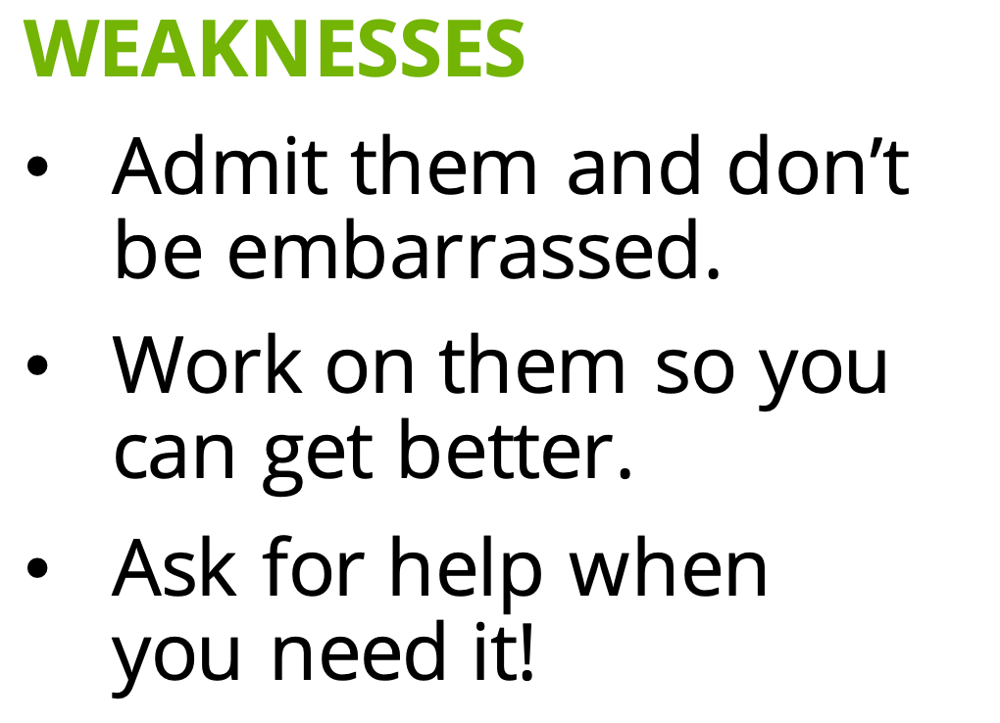 WEAKNESSES
• Admit them and don’t
be embarrassed.
• Work on them so you
can get better.
• Ask for help when
you need it!